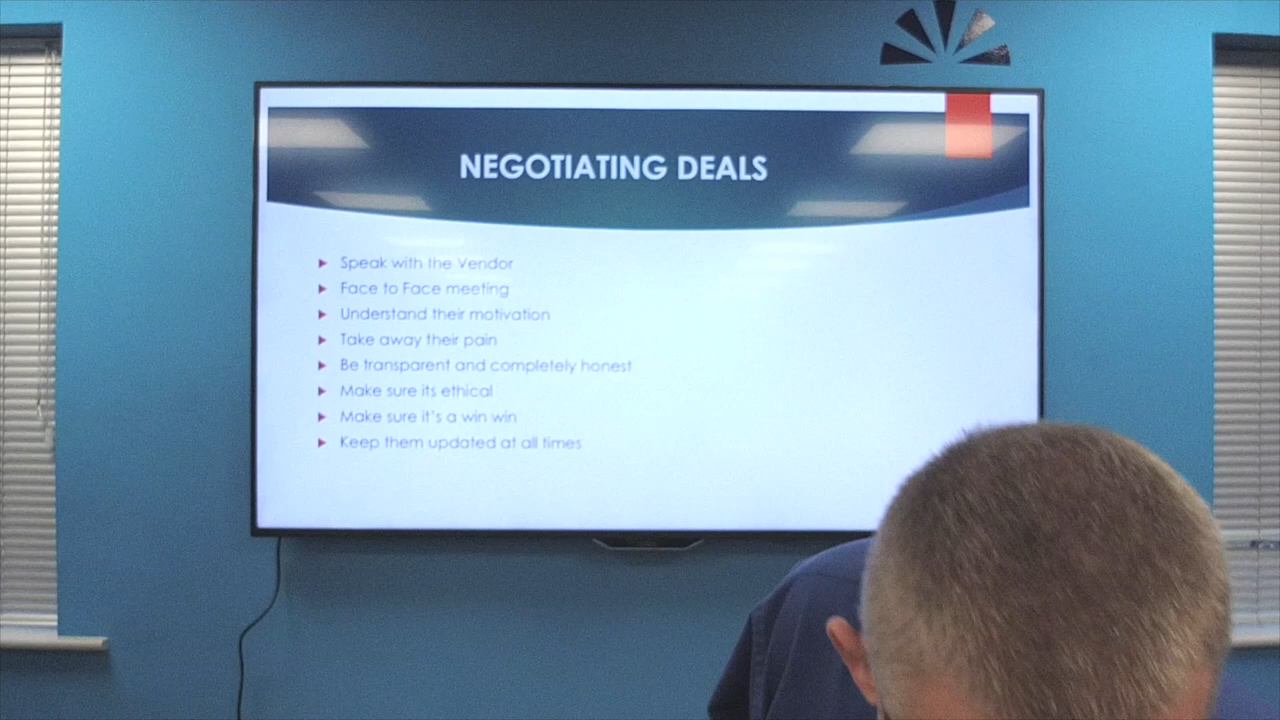 NEGOTIATING DEALS
Speak with the Vendor
Face to Face meeting
Understand their motivation
Take away their pain
Be transparent and completely honest
Make sure its ethical
Make sure it's a win win
Keep them updated at all times